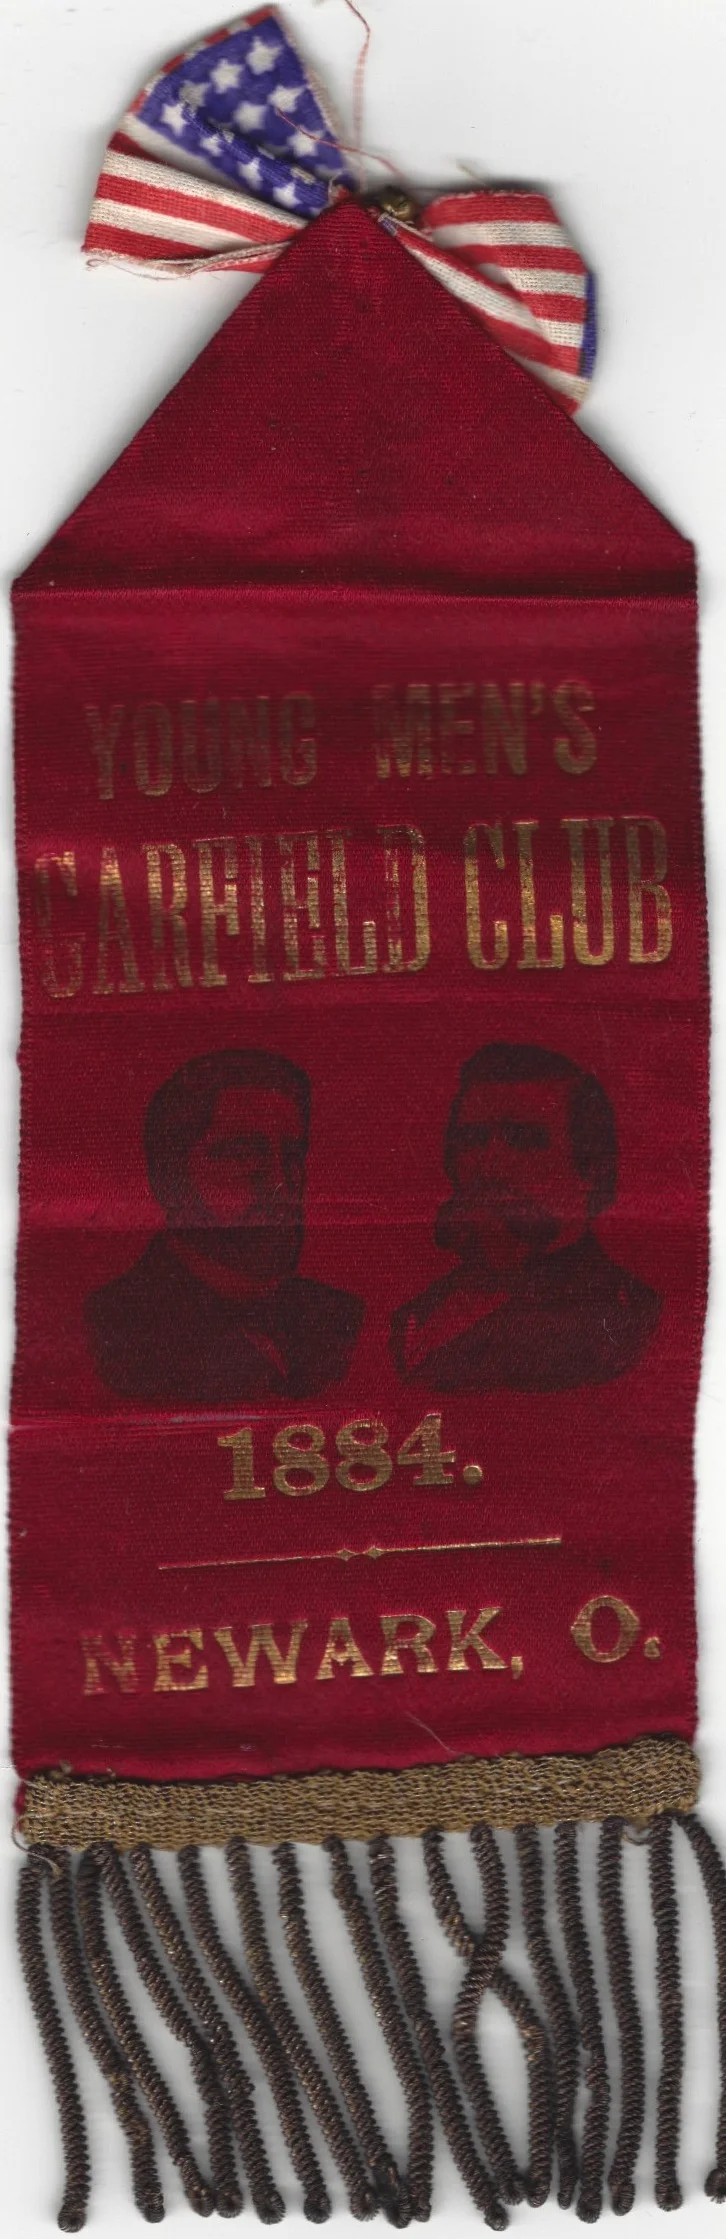 YOUNG MEN'S
GARFIELD CLUB
1884.
NEWARK, O.